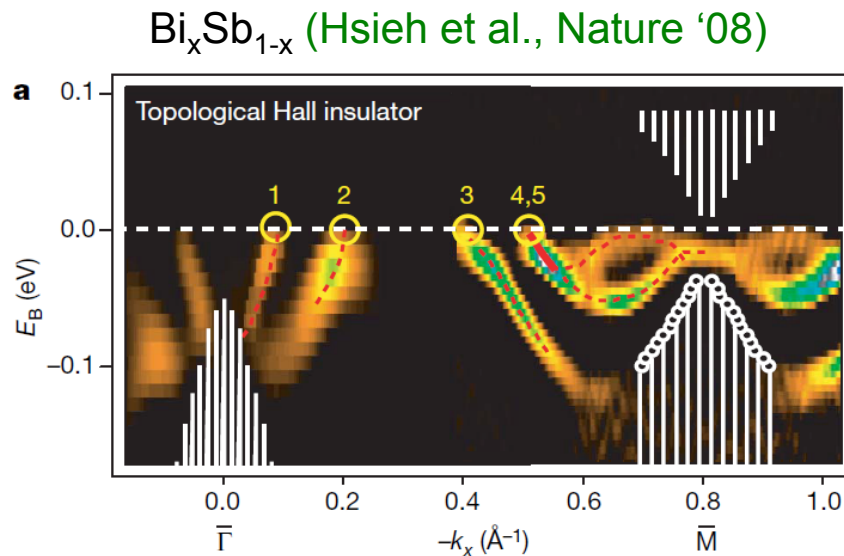 BiₓSb₁₋ₓ (Hsieh et al., Nature ‘08)
a
0.1
Topological Hall insulator
1 2 3 4,5
0.0
E_B (eV)
–0.1
0.0 0.2 0.4 0.6 0.8 1.0
Γ̅ –kₓ (Å⁻¹) M̅